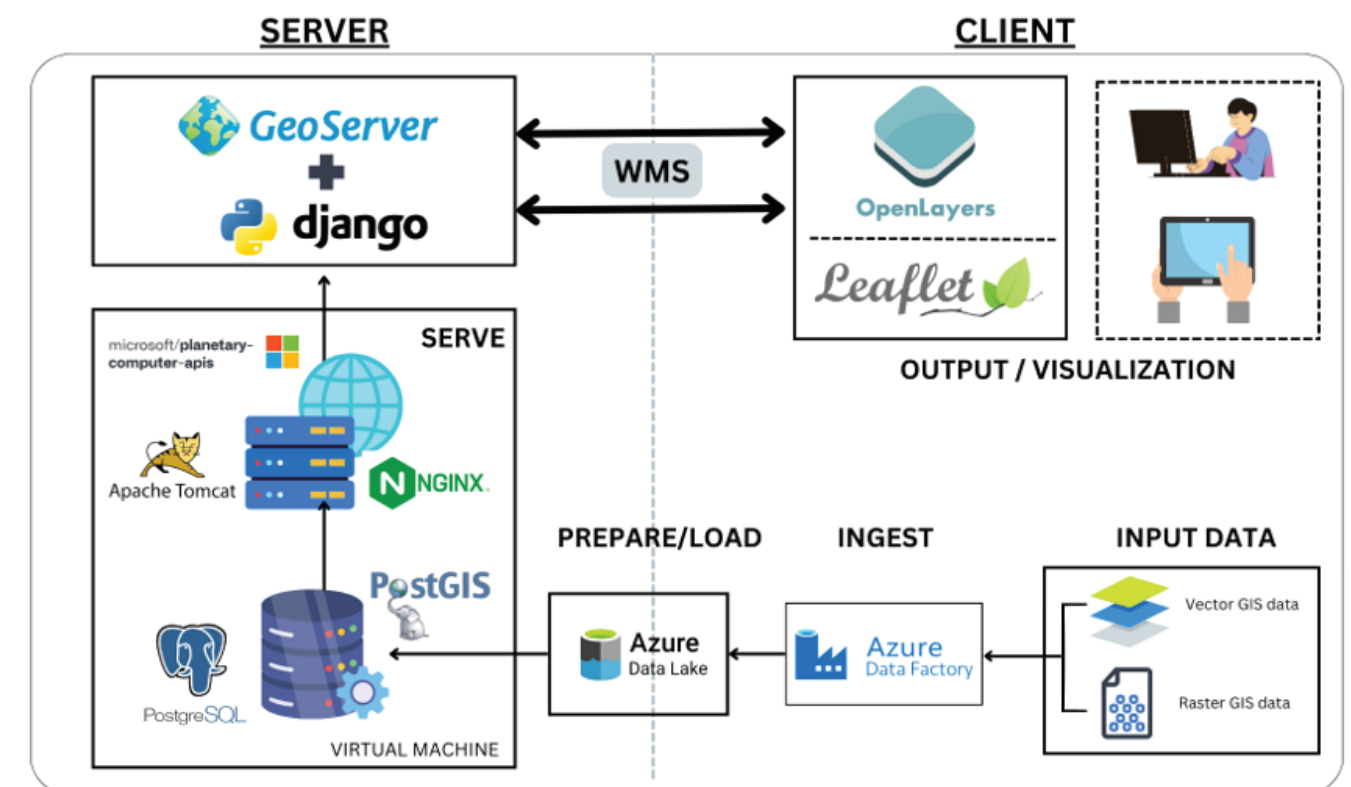 SERVER
CLIENT
GeoServer
django
WMS
OpenLayers
Leaflet
OUTPUT / VISUALIZATION
microsoft/planetary-
computer-apis
SERVE
Apache Tomcat
NGINX
PREPARE/LOAD
INGEST
INPUT DATA
PostGIS
PostgreSQL
VIRTUAL MACHINE
Azure
Data Lake
Azure
Data Factory
Vector GIS data
Raster GIS data